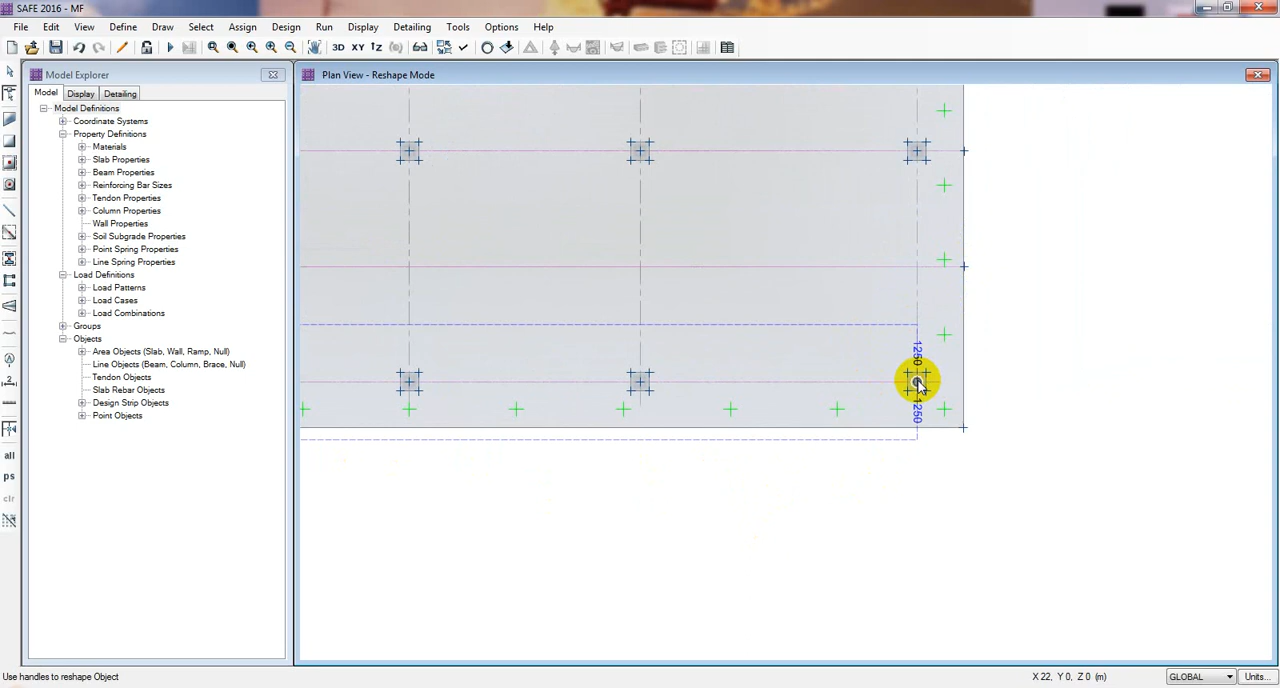 SAFE 2016 - MF
File Edit View Define Draw Select Assign Design Run Display Detailing Tools Options Help
3D XY
Model Explorer
Model Display Detailing
Model Definitions
Coordinate Systems
Property Definitions
Materials
Slab Properties
Beam Properties
Reinforcing Bar Sizes
Tendon Properties
Column Properties
Wall Properties
Soil Subgrade Properties
Point Spring Properties
Line Spring Properties
Load Definitions
Load Patterns
Load Cases
Load Combinations
Groups
Objects
Area Objects (Slab, Wall, Ramp, Null)
Line Objects (Beam, Column, Brace, Null)
Tendon Objects
Slab Rebar Objects
Design Strip Objects
Point Objects
all
ps
clr
Plan View - Reshape Mode
1250
1250
Use handles to reshape Object
X 22, Y 0, Z 0 (m)
GLOBAL
Units...